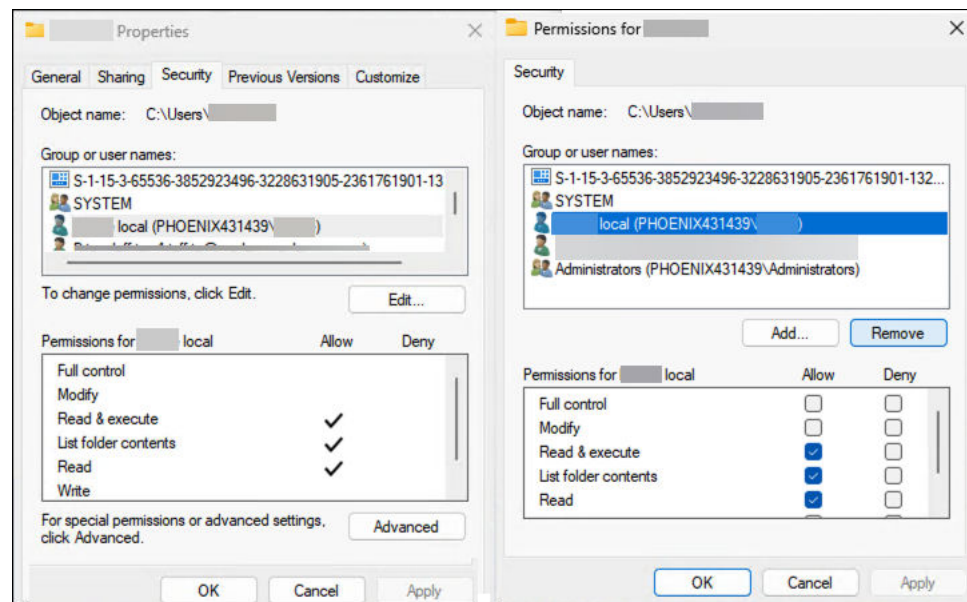 Properties
General Sharing Security Previous Versions Customize
Object name: C:\Users\
Group or user names:
S-1-15-3-65536-3852923496-3228631905-2361761901-13
SYSTEM
local (PHOENIX431439\ )
To change permissions, click Edit.
Edit...
Permissions for local Allow Deny
Full control
Modify
Read & execute
List folder contents
Read
Write
For special permissions or advanced settings,
click Advanced.
Advanced
OK Cancel Apply
Permissions for
Security
Object name: C:\Users\
Group or user names:
S-1-15-3-65536-3852923496-3228631905-2361761901-132...
SYSTEM
local (PHOENIX431439\ )
Administrators (PHOENIX431439\Administrators)
Add... Remove
Permissions for local Allow Deny
Full control
Modify
Read & execute
List folder contents
Read
OK Cancel Apply